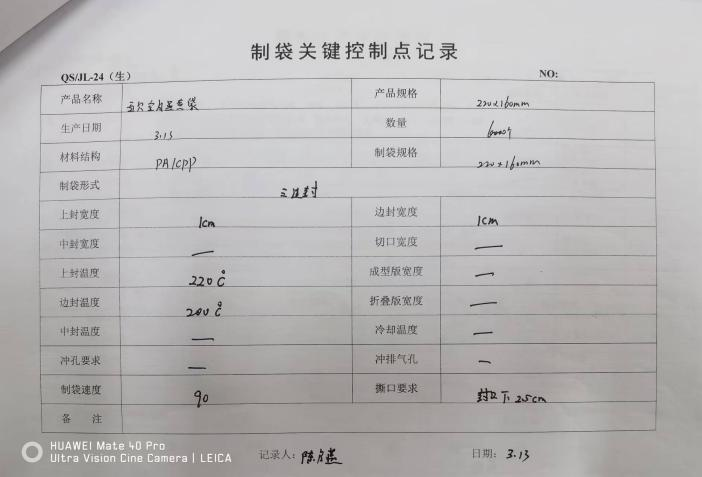 制袋关键控制点记录
QS/JL-24（生） NO:
产品名称 产品规格 220×160mm
生产日期 3.13 数量
材料结构 PA/CPP 制袋规格 220×160mm
制袋形式 三边封
上封宽度 1cm 边封宽度 1cm
中封宽度 — 切口宽度 —
上封温度 220℃ 成型版宽度 —
边封温度 200℃ 折叠版宽度 —
中封温度 — 冷却温度 —
冲孔要求 — 冲排气孔 —
制袋速度 90 撕口要求 封口下 2.5cm
备 注
记录人: 陈 日期: 3.13
HUAWEI Mate 40 Pro
Ultra Vision Cine Camera | LEICA